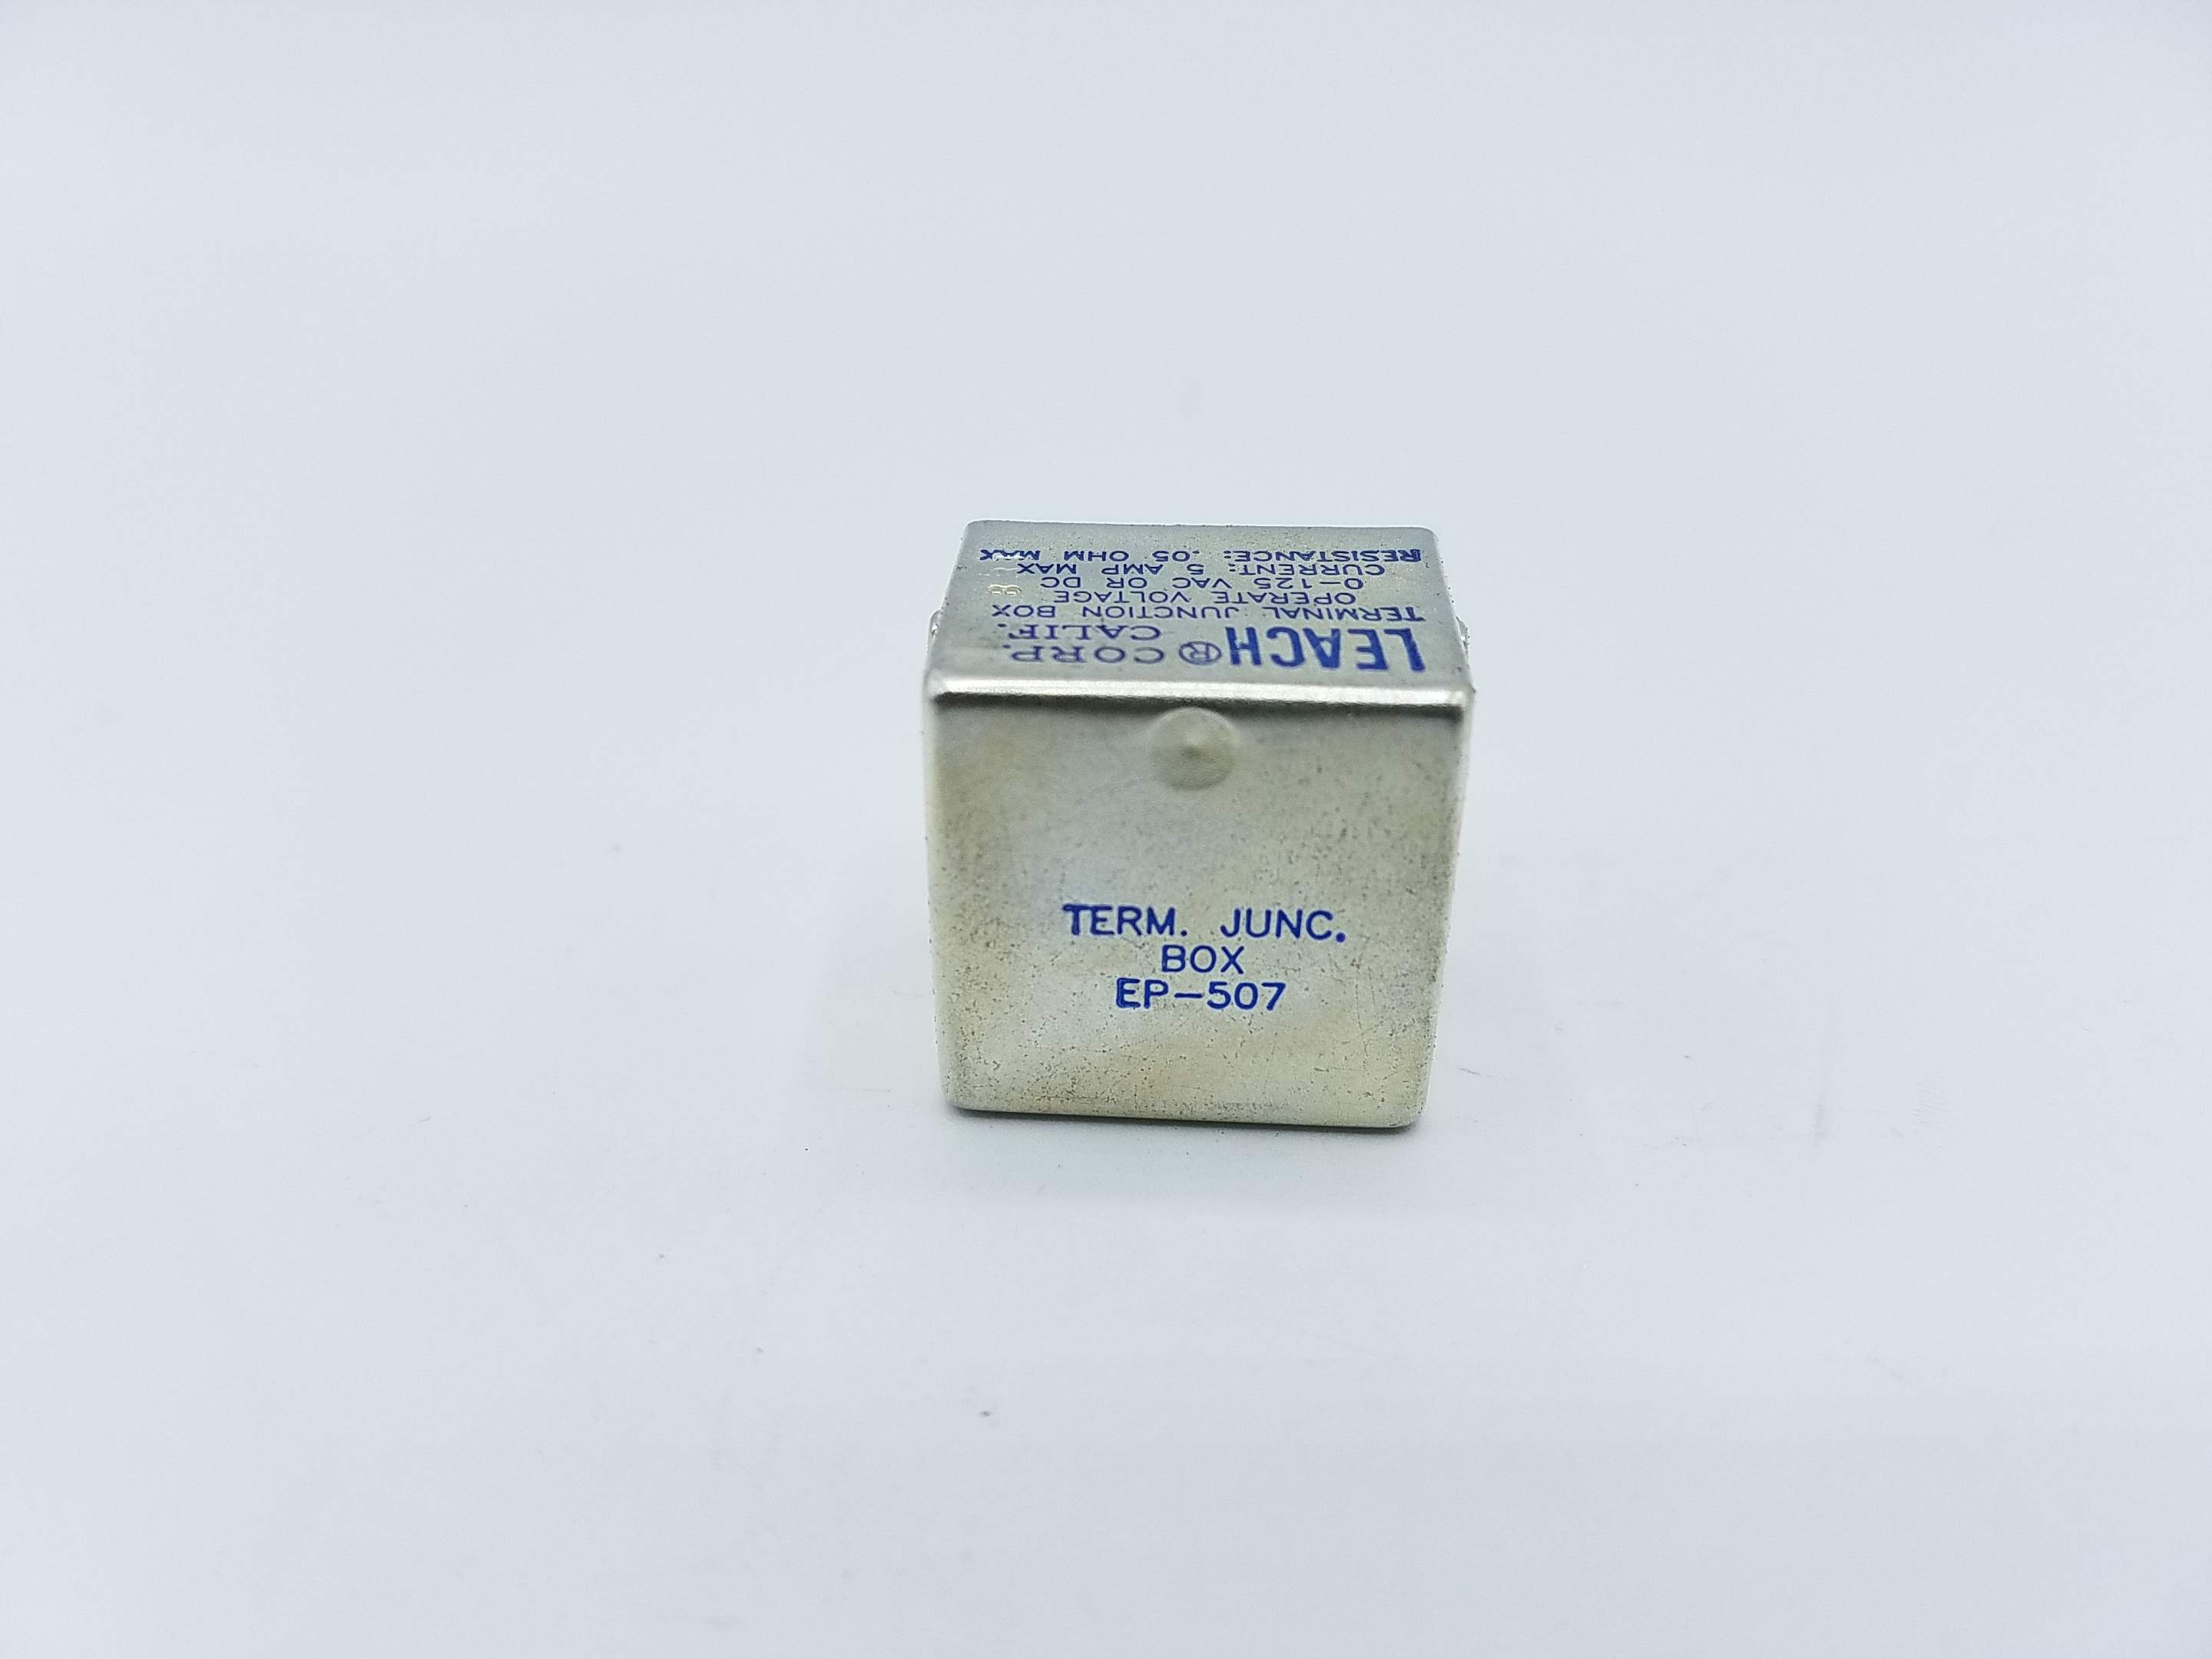 LEACH® CORP.
CALIF.
TERMINAL JUNCTION BOX
OPERATE VOLTAGE
0-125 VAC OR DC
CURRENT: 5 AMP MAX
RESISTANCE: .05 OHM MAX
TERM. JUNC.
BOX
EP-507